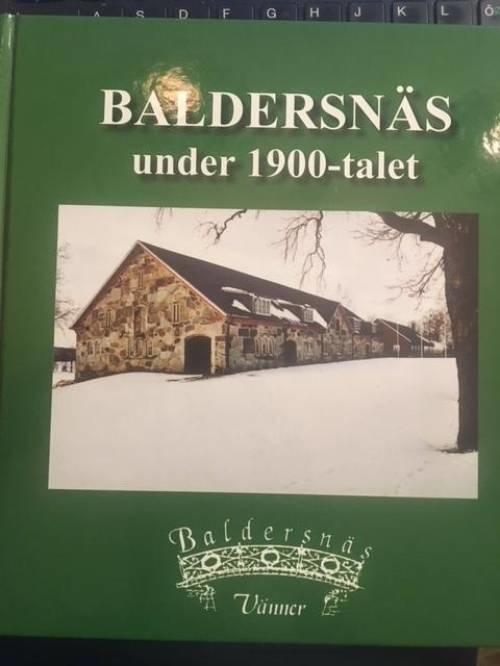 A S D F G H J K L Ö
BALDERSNÄS
under 1900-talet
Baldersnäs
Vänner